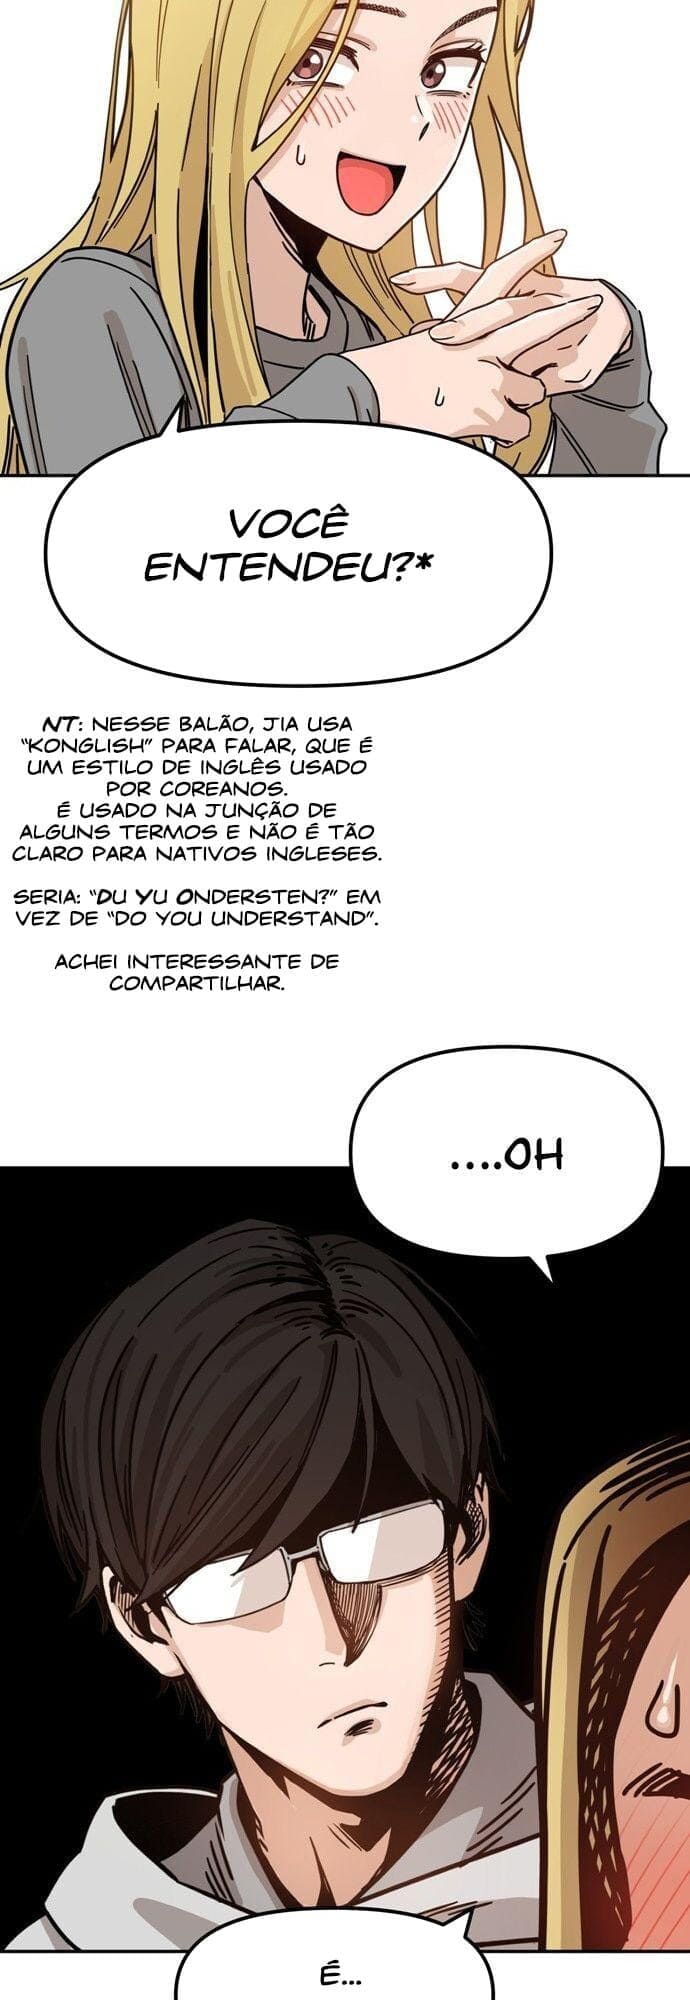 VOCÊ
ENTENDEU?*
NT: NESSE BALÃO, JIA USA
"KONGLISH" PARA FALAR, QUE É
UM ESTILO DE INGLÊS USADO
POR COREANOS.
É USADO NA JUNÇÃO DE
ALGUNS TERMOS E NÃO É TÃO
CLARO PARA NATIVOS INGLESES.
SERIA: "DU YU ONDERSTEN?" EM
VEZ DE "DO YOU UNDERSTAND".
ACHEI INTERESSANTE DE
COMPARTILHAR.
....OH
É...